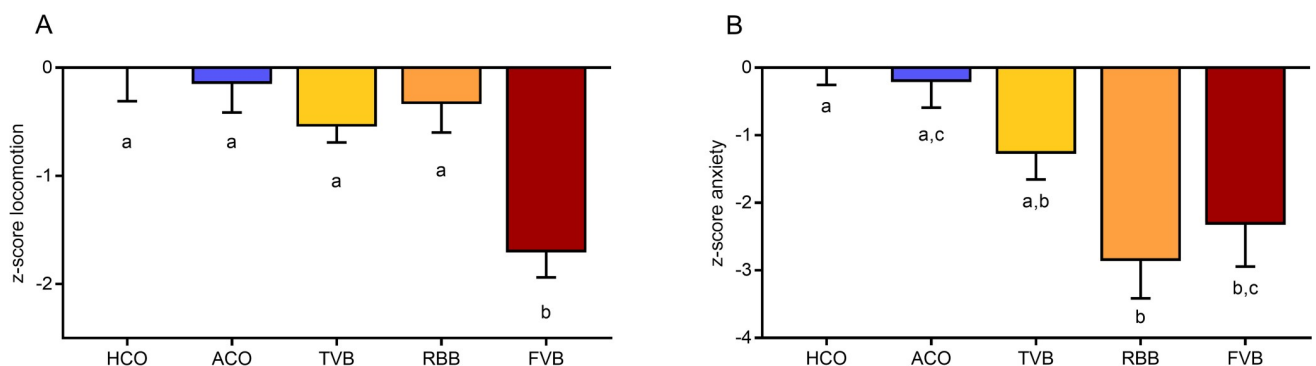 A
z-score locomotion
0
-1
-2
a
a
a
a
b
HCO ACO TVB RBB FVB
B
z-score anxiety
0
-1
-2
-3
-4
a
a,c
a,b
b
b,c
HCO ACO TVB RBB FVB